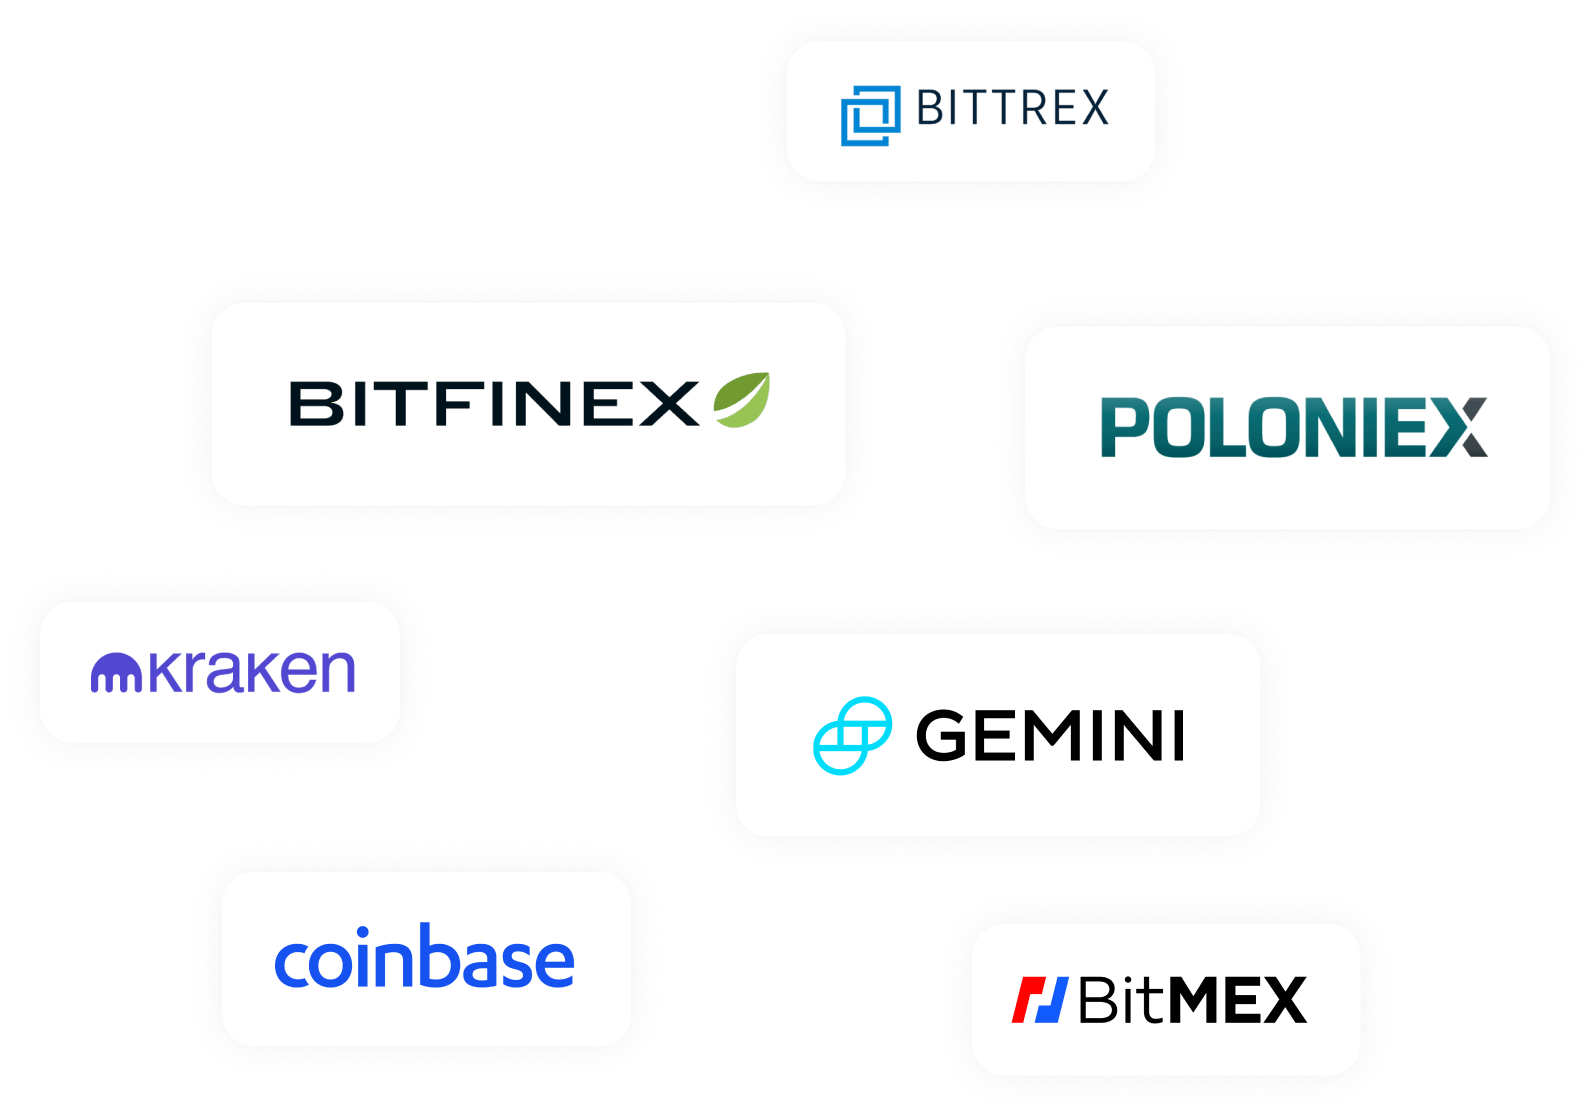 BITTREX
BITFINEX
POLONIEX
kraken
GEMINI
coinbase
BitMEX